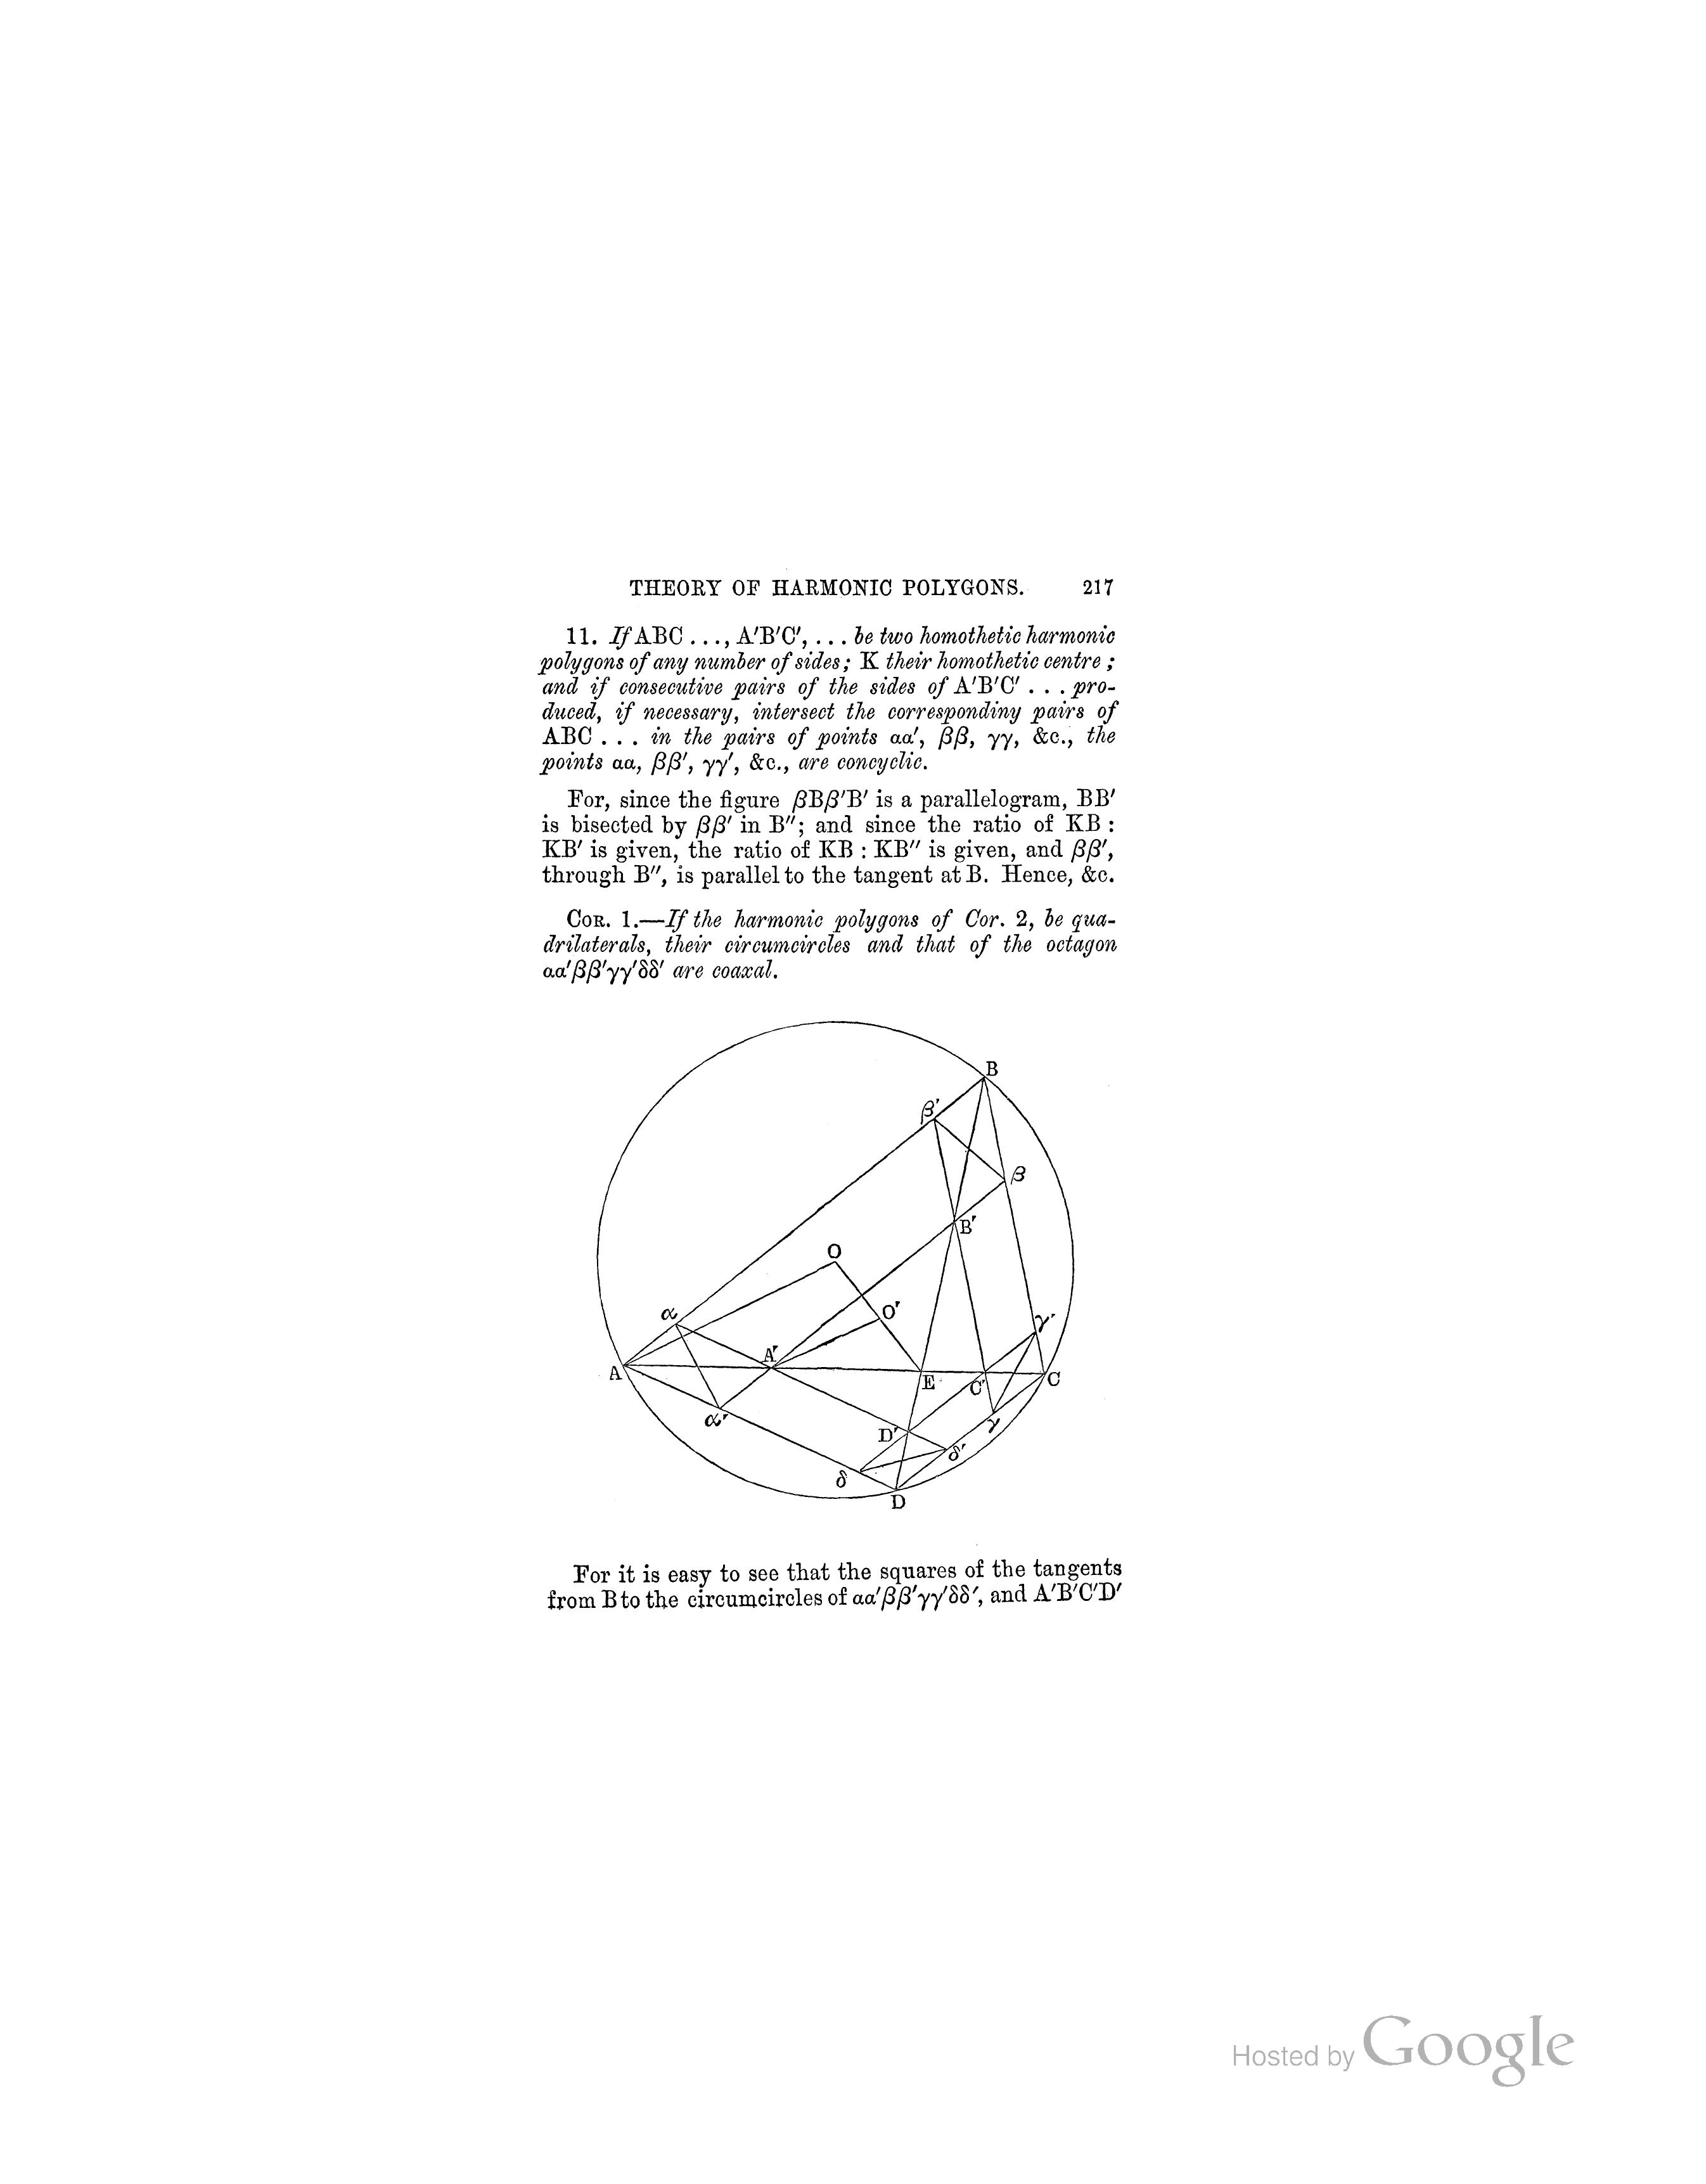 THEORY OF HARMONIC POLYGONS. 217
11. If ABC ..., A′B′C′, ... be two homothetic harmonic
polygons of any number of sides; K their homothetic centre;
and if consecutive pairs of the sides of A′B′C′ ... pro-
duced, if necessary, intersect the correspondiny pairs of
ABC ... in the pairs of points αα′, ββ, γγ, &c., the
points αα, ββ′, γγ′, &c., are concyclic.
For, since the figure βBβ′B′ is a parallelogram, BB′
is bisected by ββ′ in B″; and since the ratio of KB :
KB′ is given, the ratio of KB : KB″ is given, and ββ′,
through B″, is parallel to the tangent at B. Hence, &c.
COR. 1.—If the harmonic polygons of Cor. 2, be qua-
drilaterals, their circumcircles and that of the octagon
αα′ββ′γγ′δδ′ are coaxal.
B
β′
β
B′
O
α
O′
γ′
A′
A
E
C′
C
α′
γ
D′
δ′
δ
D
For it is easy to see that the squares of the tangents
from B to the circumcircles of αα′ββ′γγ′δδ′, and A′B′C′D′
Hosted by Google